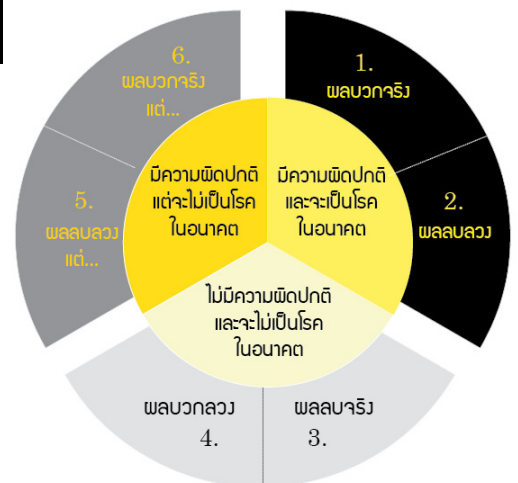 1.
ผลบวกจริง
2.
ผลลบลวง
ผลลบจริง
3.
ผลบวกลวง
4.
5.
ผลลบลวง
แต่...
6.
ผลบวกจริง
แต่...
มีความผิดปกติ
และจะเป็นโรค
ในอนาคต
ไม่มีความผิดปกติ
และจะไม่เป็นโรค
ในอนาคต
มีความผิดปกติ
แต่จะไม่เป็นโรค
ในอนาคต